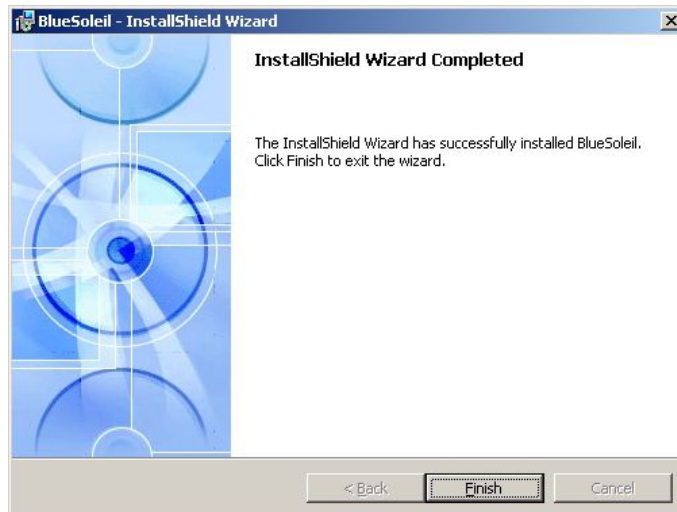 BlueSoleil - InstallShield Wizard
InstallShield Wizard Completed
The InstallShield Wizard has successfully installed BlueSoleil.
Click Finish to exit the wizard.
< Back
Finish
Cancel